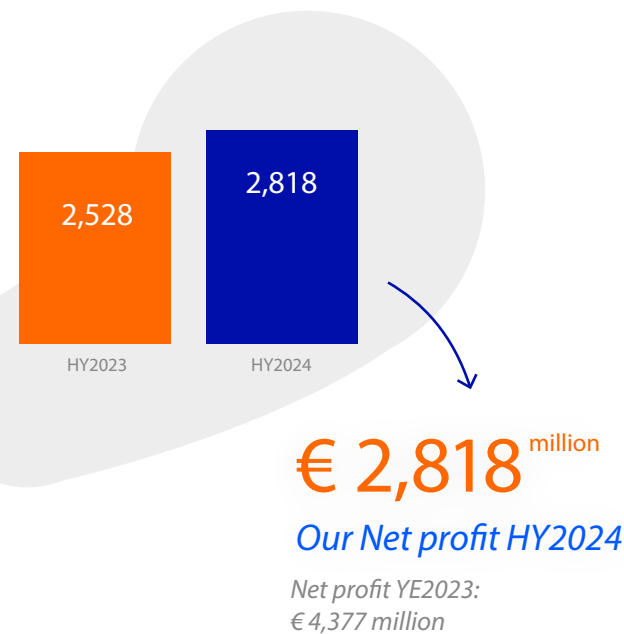 2,528
2,818
HY2023
HY2024
€ 2,818 million
Our Net profit HY2024
Net profit YE2023:
€ 4,377 million